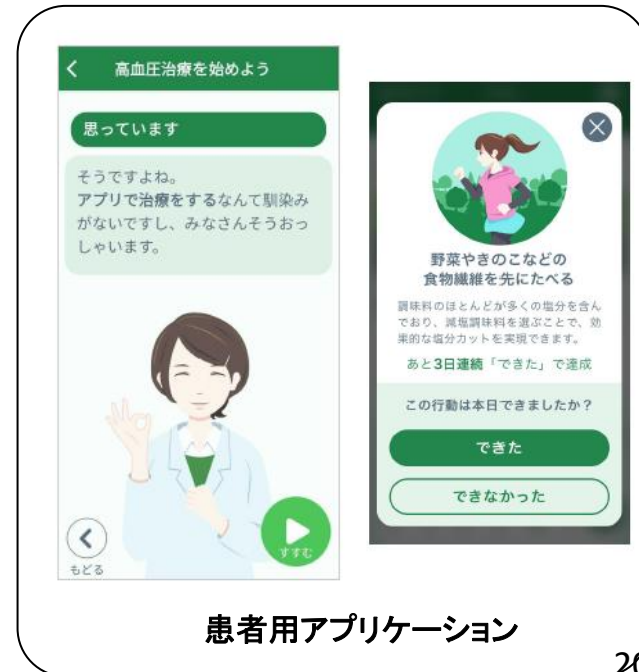 高血圧治療を始めよう
思っています
そうですよね。
アプリで治療をするなんて馴染み
がないですし、みなさんそうおっ
しゃいます。
もどる
すすむ
野菜やきのこなどの
食物繊維を先にたべる
調味料のほとんどが多くの塩分を含ん
でおり、減塩調味料を選ぶことで、効
果的な塩分カットを実現できます。
あと3日連続「できた」で達成
この行動は本日できましたか？
できた
できなかった
患者用アプリケーション